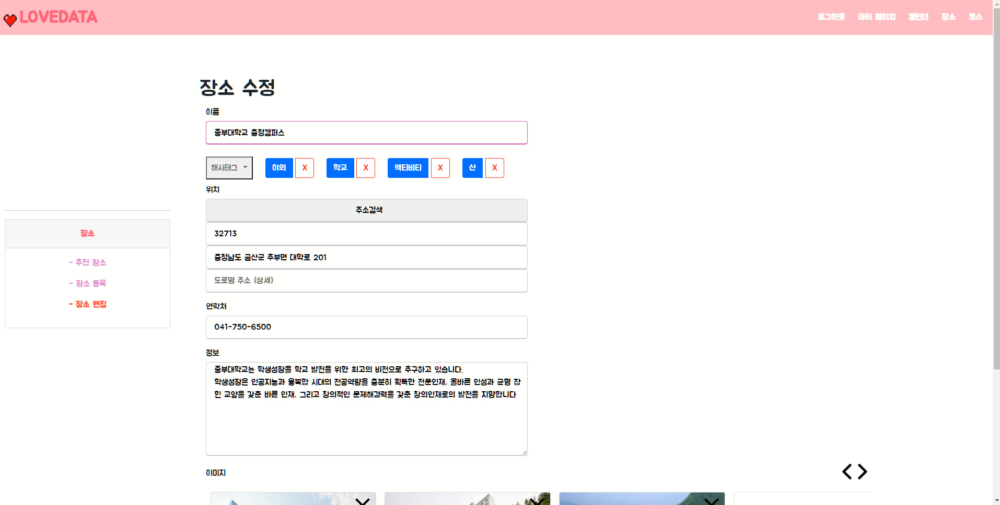 LOVEDATA
로그아웃 마이 페이지 캘린더 장소 코스
장소 수정
이름
중부대학교 충청캠퍼스
해시태그 야외 X 학교 X 액티비티 X 산 X
위치
주소검색
32713
충청남도 금산군 추부면 대학로 201
도로명 주소 (상세)
장소
- 추천 장소
- 장소 등록
- 장소 편집
연락처
041-750-6500
정보
중부대학교는 학생성장을 학교 발전을 위한 최고의 비전으로 추구하고 있습니다.
학생성장은 인공지능과 융복합 시대의 전공역량을 충분히 획득한 전문인재, 올바른 인성과 균형 잡
힌 교양을 갖춘 바른 인재, 그리고 창의적인 문제해결력을 갖춘 창의인재로의 발전을 지향합니다
이미지